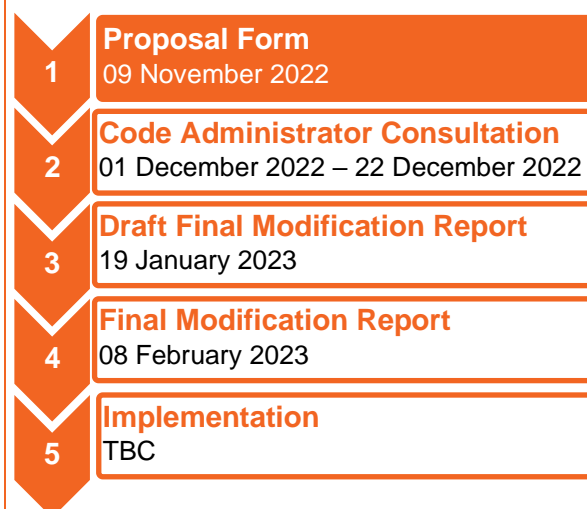 1
Proposal Form
09 November 2022
2
Code Administrator Consultation
01 December 2022 – 22 December 2022
3
Draft Final Modification Report
19 January 2023
4
Final Modification Report
08 February 2023
5
Implementation
TBC